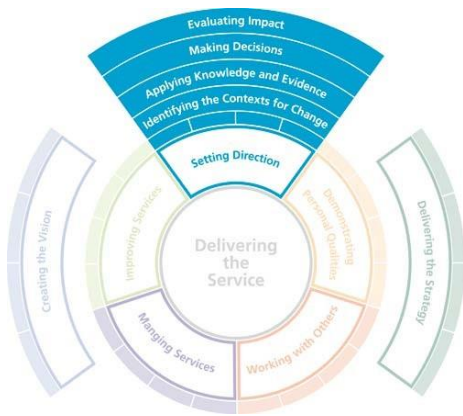 Evaluating Impact
Making Decisions
Applying Knowledge and Evidence
Identifying the Contexts for Change
Setting Direction
Creating the Vision
Improving Services
Demonstrating
Personal Qualities
Delivering the Strategy
Delivering
the
Service
Manging Services
Working with Others